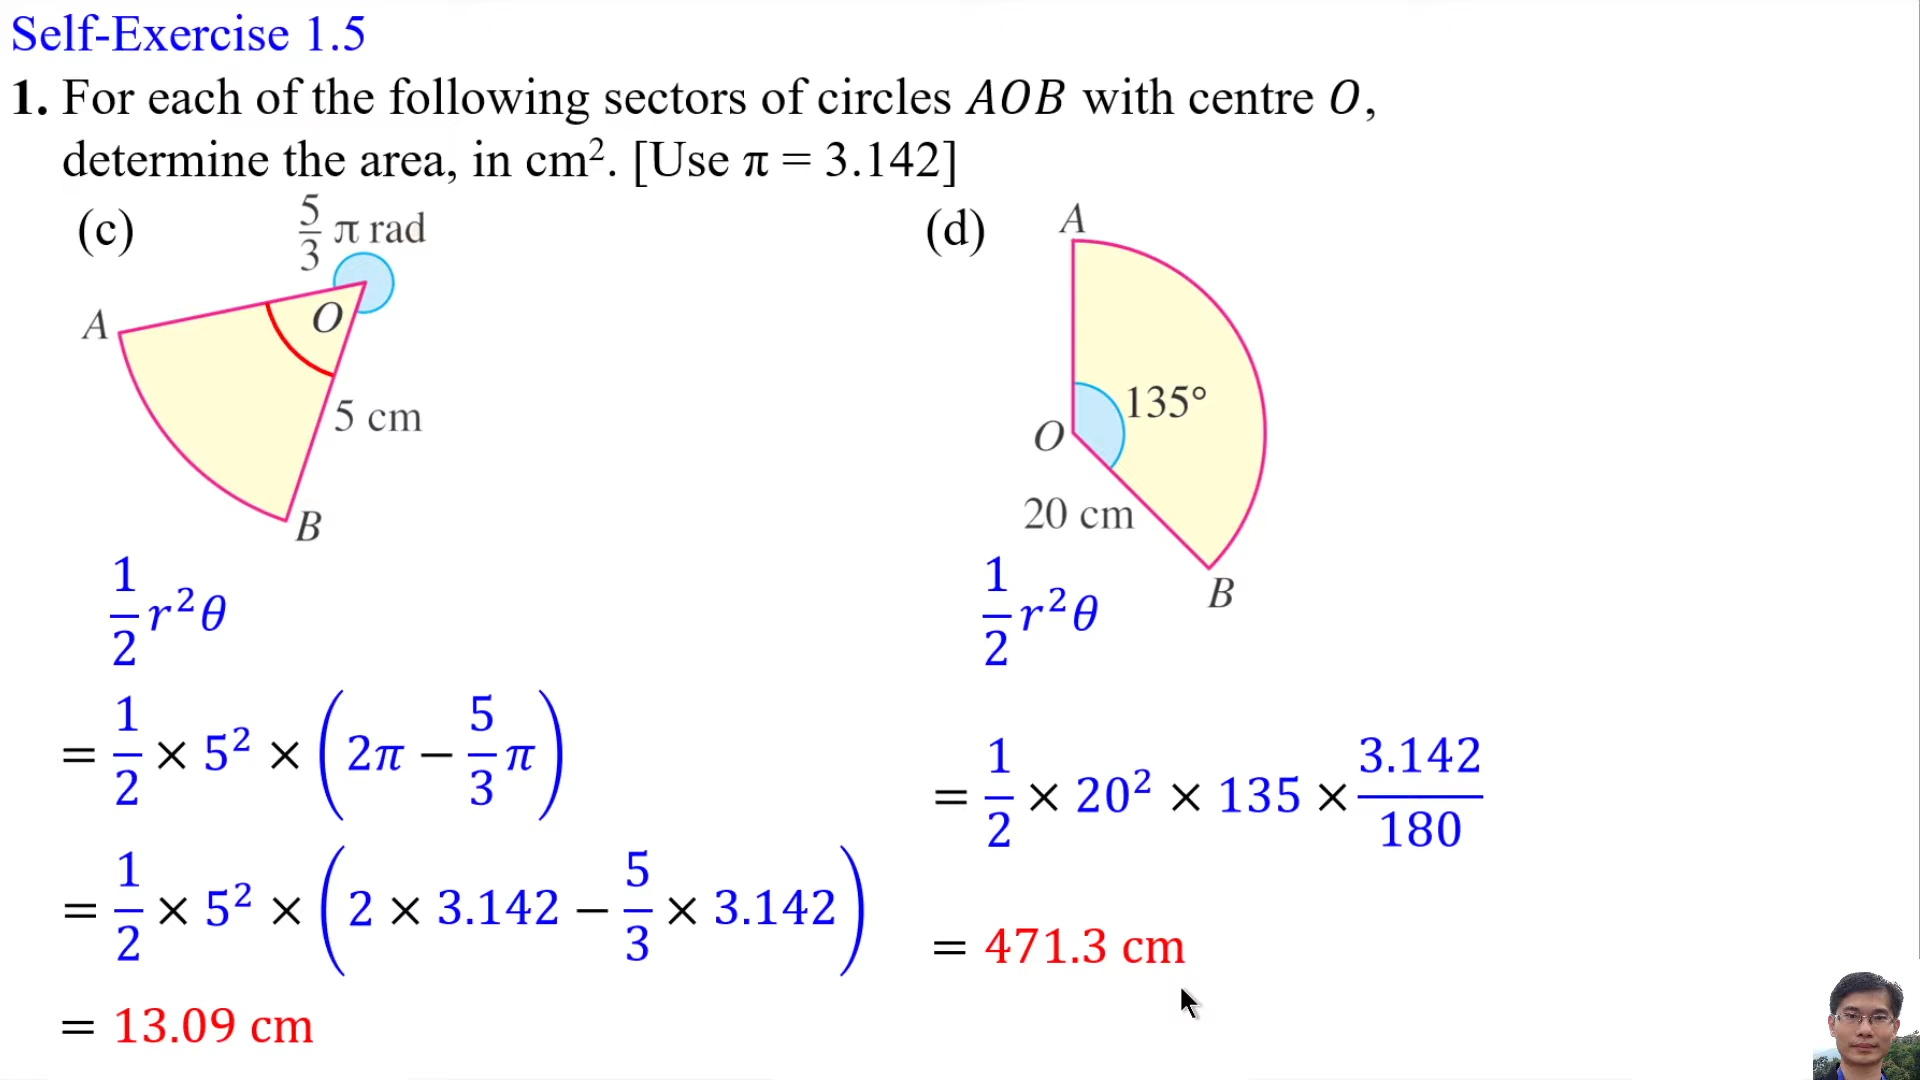 Self-Exercise 1.5
1. For each of the following sectors of circles AOB with centre O,
determine the area, in cm². [Use π = 3.142]
(c)
5/3 π rad
A
O
5 cm
B
1/2 r²θ
= 1/2 × 5² × (2π − 5/3 π)
= 1/2 × 5² × (2 × 3.142 − 5/3 × 3.142)
= 13.09 cm
(d)
A
135°
O
20 cm
B
1/2 r²θ
= 1/2 × 20² × 135 × 3.142/180
= 471.3 cm